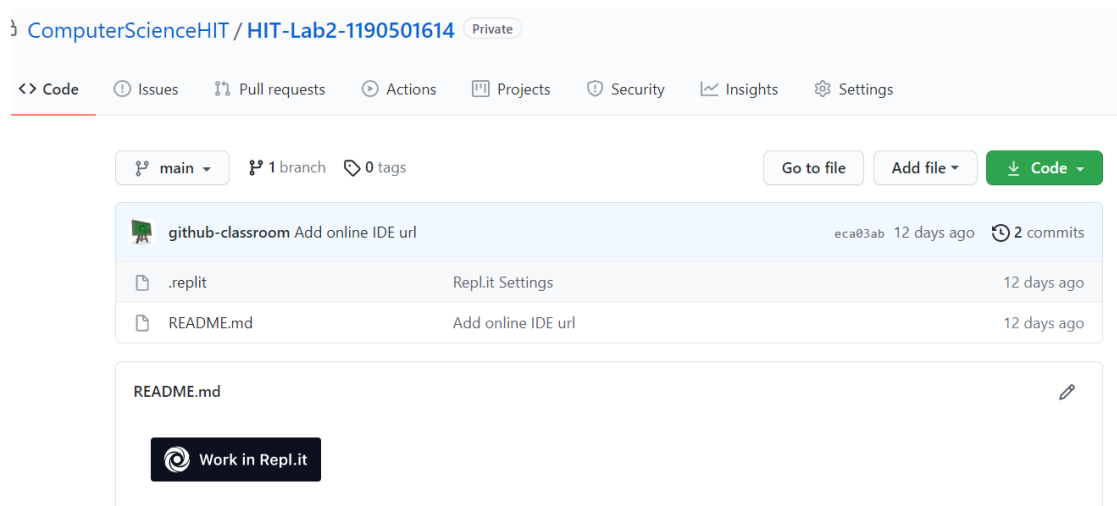 ComputerScienceHIT / HIT-Lab2-1190501614 Private
<> Code Issues Pull requests Actions Projects Security Insights Settings
main 1 branch 0 tags Go to file Add file Code
github-classroom Add online IDE url eca03ab 12 days ago 2 commits
.replit Repl.it Settings 12 days ago
README.md Add online IDE url 12 days ago
README.md
Work in Repl.it